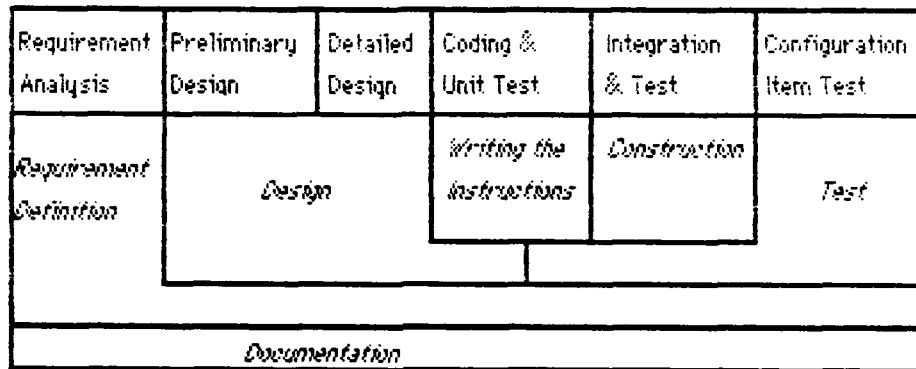 Requirement
Analysis
Preliminary
Design
Detailed
Design
Coding &
Unit Test
Integration
& Test
Configuration
Item Test
Requirement
Definition
Design
Writing the
Instructions
Construction
Test
Documentation